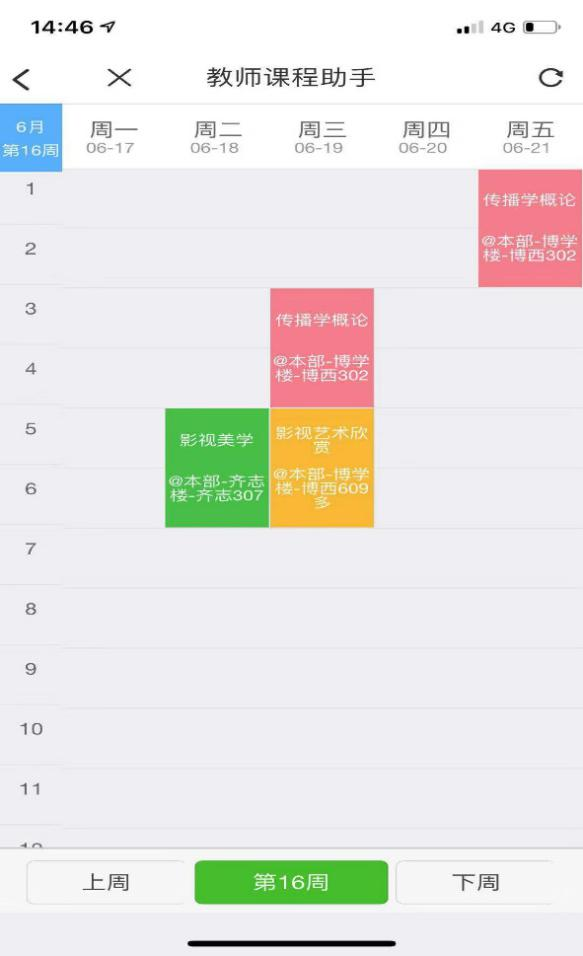 14:46
4G
教师课程助手
6月
第16周
周一
06-17
周二
06-18
周三
06-19
周四
06-20
周五
06-21
1
传播学概论
@本部-博学
楼-博西302
2
3
传播学概论
@本部-博学
楼-博西302
4
5
影视美学
@本部-齐志
楼-齐志307
影视艺术欣
赏
@本部-博学
楼-博西609
多
6
7
8
9
10
11
上周
第16周
下周